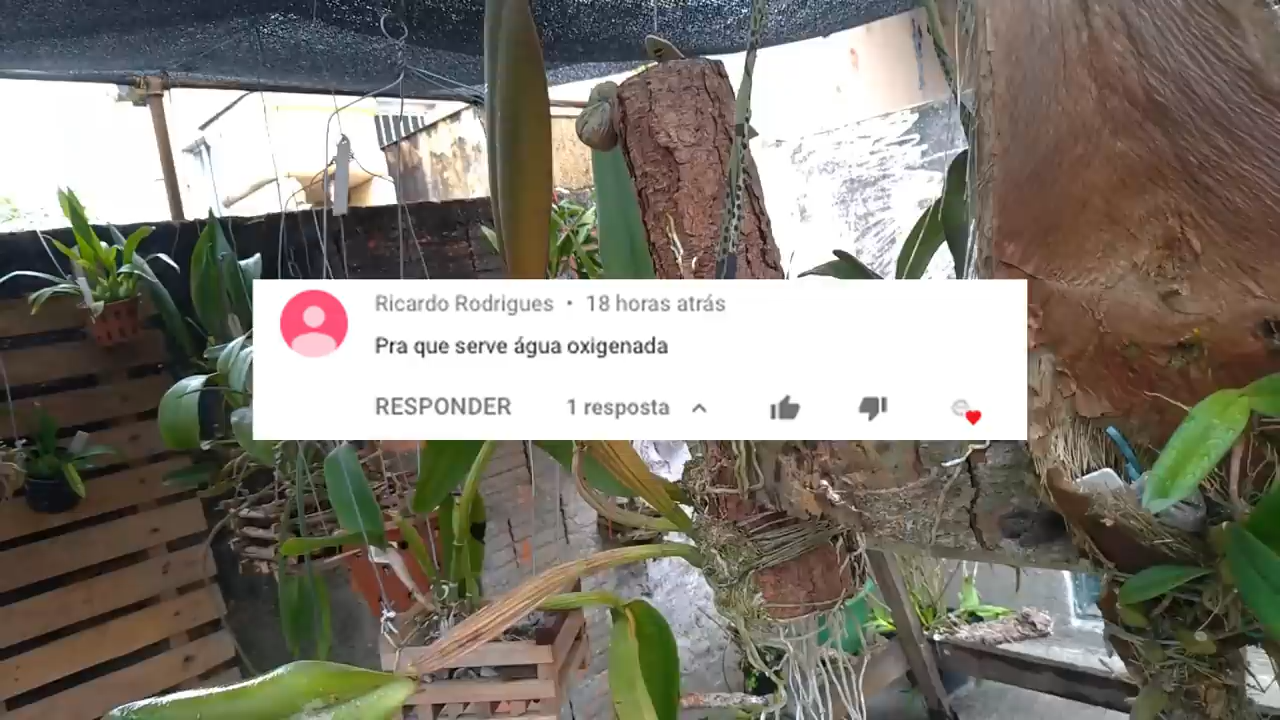 Ricardo Rodrigues • 18 horas atrás
Pra que serve água oxigenada
RESPONDER 1 resposta